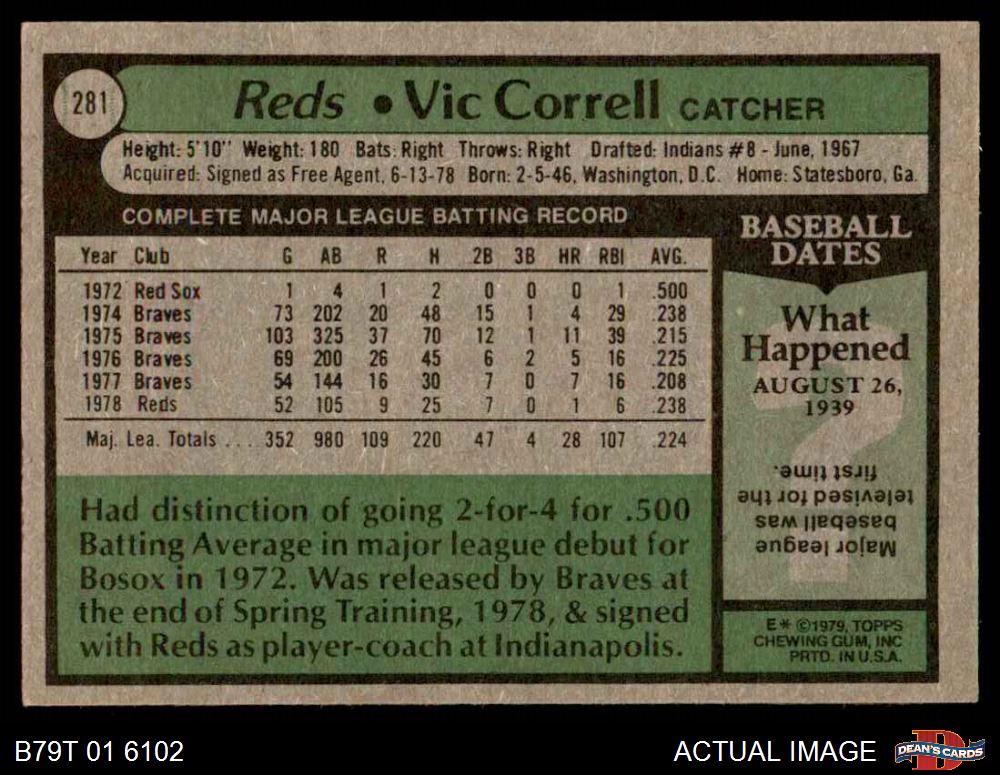 281
Reds • Vic Correll CATCHER
Height: 5'10" Weight: 180 Bats: Right Throws: Right Drafted: Indians #8 - June, 1967
Acquired: Signed as Free Agent, 6-13-78 Born: 2-5-46, Washington, D.C. Home: Statesboro, Ga.
COMPLETE MAJOR LEAGUE BATTING RECORD
Year Club G AB R H 2B 3B HR RBI AVG.
1972 Red Sox 1 4 1 2 0 0 0 1 .500
1974 Braves 73 202 20 48 15 1 4 29 .238
1975 Braves 103 325 37 70 12 1 11 39 .215
1976 Braves 69 200 26 45 6 2 5 16 .225
1977 Braves 54 144 16 30 7 0 7 16 .208
1978 Reds 52 105 9 25 7 0 1 6 .238
Maj. Lea. Totals .... 352 980 109 220 47 4 28 107 .224
Had distinction of going 2-for-4 for .500
Batting Average in major league debut for
Bosox in 1972. Was released by Braves at
the end of Spring Training, 1978, & signed
with Reds as player-coach at Indianapolis.
BASEBALL
DATES
What
Happened
AUGUST 26,
1939
Major league
baseball was
televised for the
first time.
E* ©1979, TOPPS
CHEWING GUM, INC
PRTD. IN U.S.A.
B79T 01 6102
ACTUAL IMAGE
DEAN'S CARDS